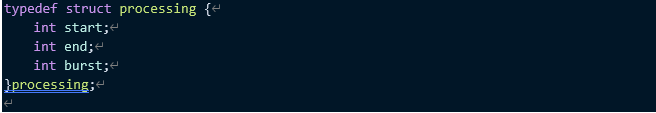 typedef struct processing {↵
    int start;↵
    int end;↵
    int burst;↵
}processing;↵
↵